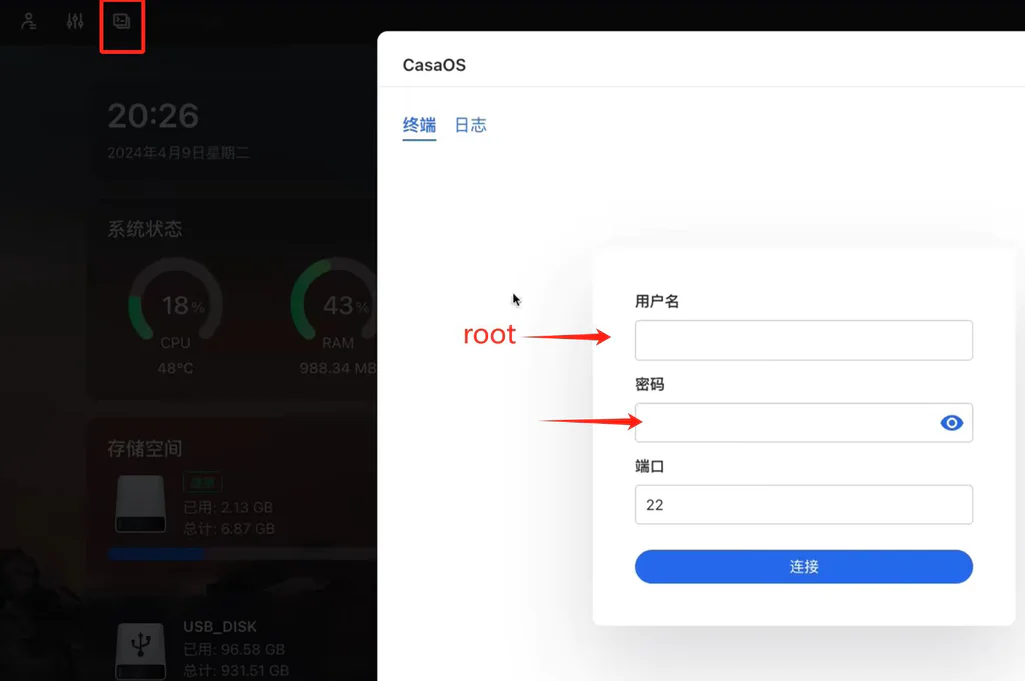 20:26
2024年4月9日星期二
系统状态
18%
CPU
48°C
43%
RAM
988.34 MB
存储空间
健康
已用: 2.13 GB
总计: 6.87 GB
USB_DISK
已用: 96.58 GB
总计: 931.51 GB
CasaOS
终端 日志
用户名
root
密码
端口
22
连接